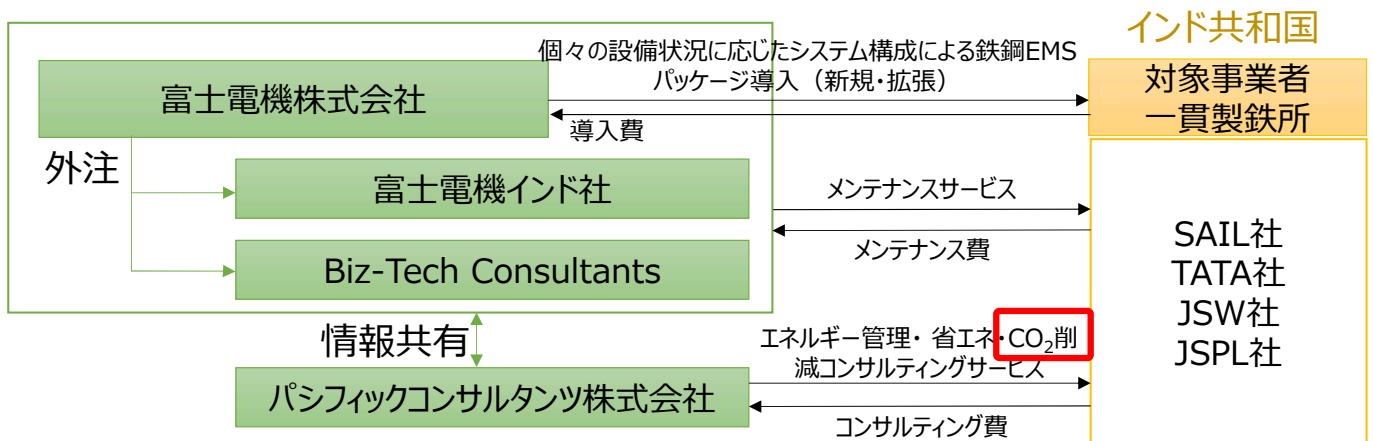 インド共和国
個々の設備状況に応じたシステム構成による鉄鋼EMS
パッケージ導入（新規・拡張）
富士電機株式会社
対象事業者
一貫製鉄所
導入費
外注
富士電機インド社
メンテナンスサービス
メンテナンス費
Biz-Tech Consultants
SAIL社
TATA社
JSW社
JSPL社
情報共有
エネルギー管理・ 省エネ・CO₂削
減コンサルティングサービス
パシフィックコンサルタンツ株式会社
コンサルティング費